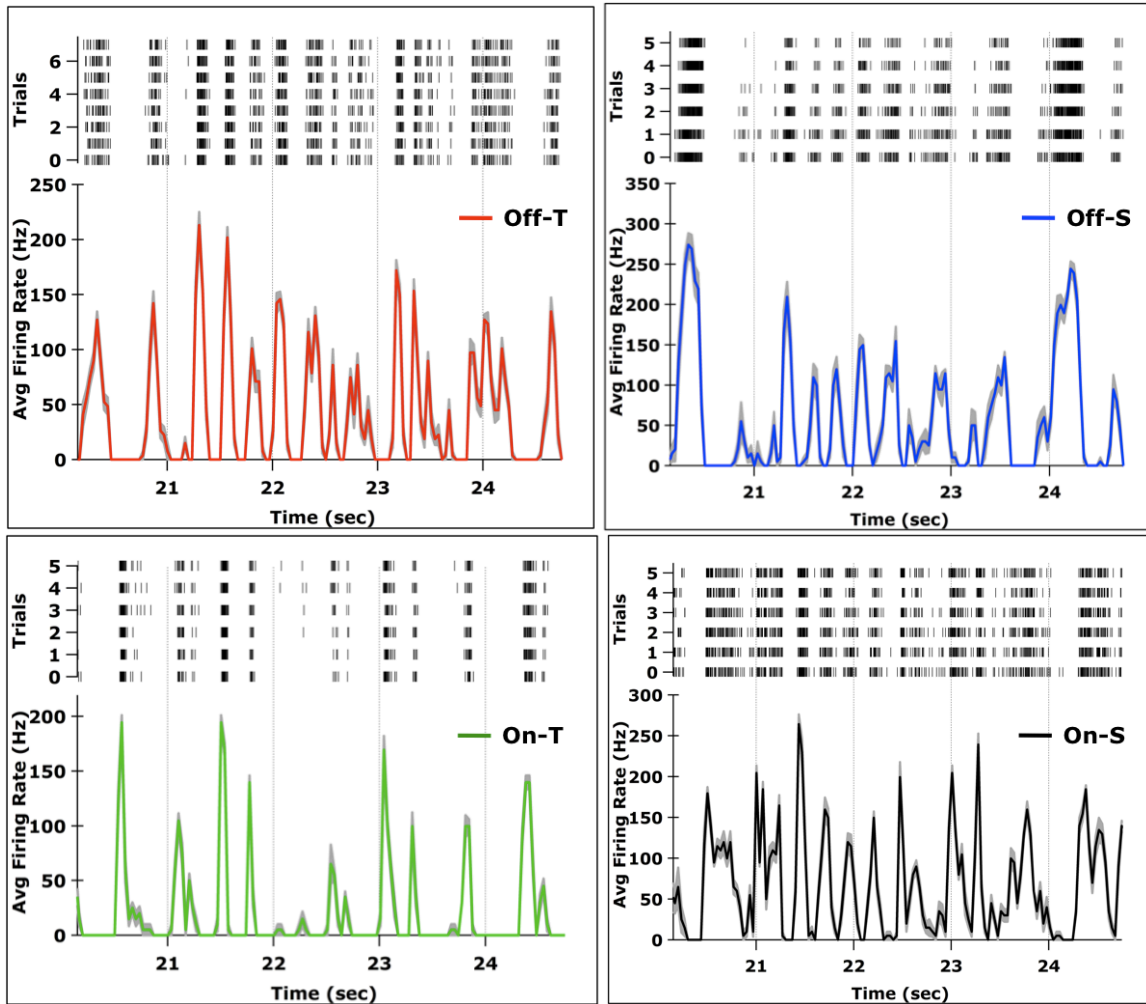 6
4
2
0
Trials
250
200
150
100
50
0
Avg Firing Rate (Hz)
Off-T
21 22 23 24
Time (sec)
5
4
3
2
1
0
Trials
350
300
250
200
150
100
50
0
Avg Firing Rate (Hz)
Off-S
21 22 23 24
Time (sec)
5
4
3
2
1
0
Trials
200
150
100
50
0
Avg Firing Rate (Hz)
On-T
21 22 23 24
Time (sec)
5
4
3
2
1
0
Trials
300
250
200
150
100
50
0
Avg Firing Rate (Hz)
On-S
21 22 23 24
Time (sec)